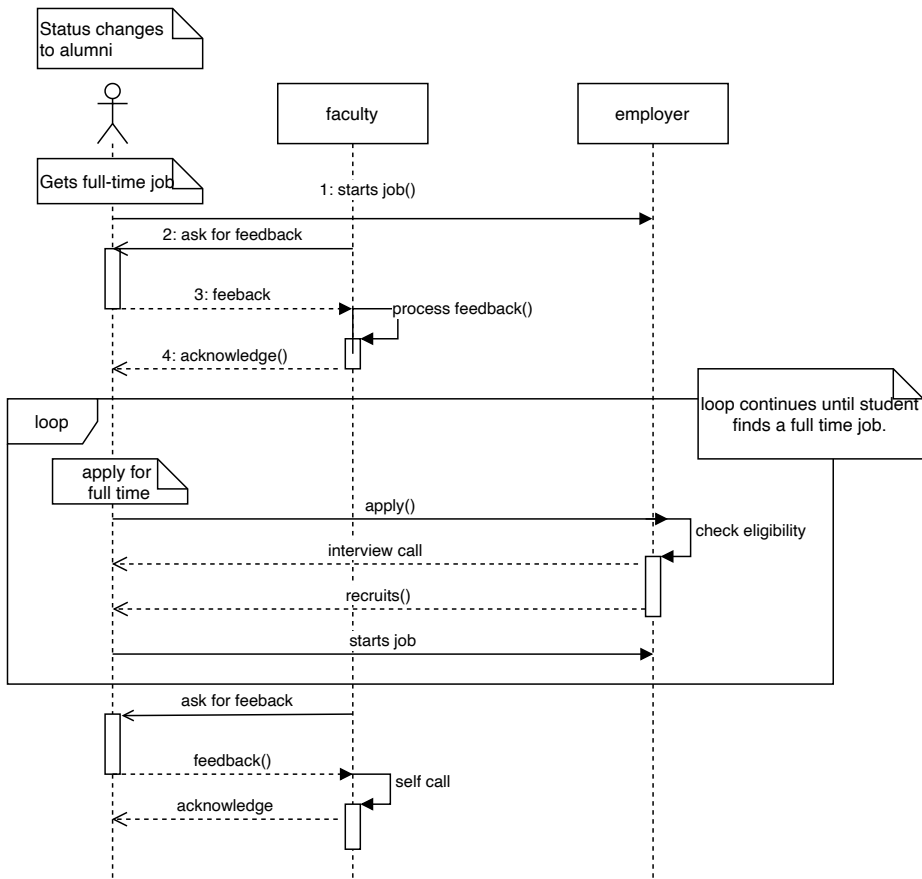 Status changes
to alumni
faculty
employer
Gets full-time job
1: starts job()
2: ask for feedback
3: feeback
process feedback()
4: acknowledge()
loop
loop continues until student
finds a full time job.
apply for
full time
apply()
check eligibility
interview call
recruits()
starts job
ask for feeback
feedback()
self call
acknowledge